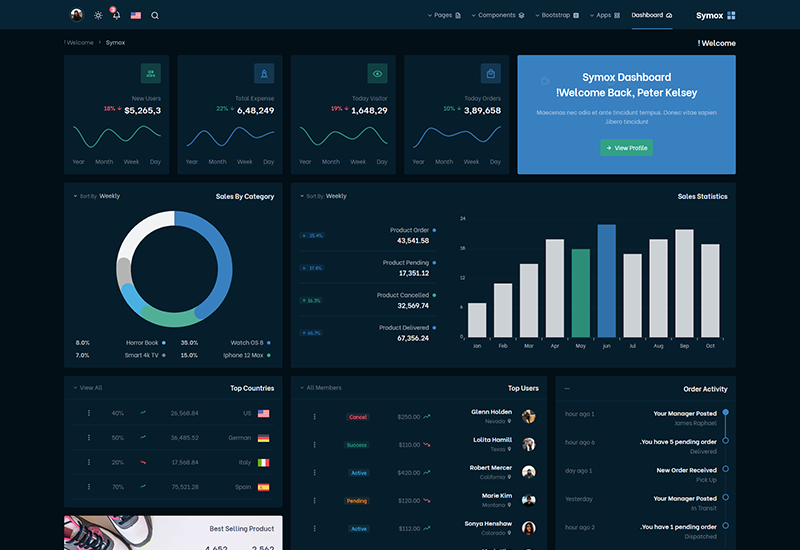 3
Pages
Components
Bootstrap
Apps
Dashboard
Symox
! Welcome > Symox
! Welcome
New Users
18% $5,265,3
Year Month Week Day
Total Expense
22% 6,48,249
Year Month Week Day
Today Visitor
19% 1,648,29
Year Month Week Day
Today Orders
10% 3,89,658
Year Month Week Day
Symox Dashboard
!Welcome Back, Peter Kelsey
Maecenas nec odio et ante tincidunt tempus. Donec vitae sapien
.libero tincidunt
View Profile
Sort By: Weekly
Sales By Category
8.0% Horror Book 35.0% Watch OS 8
7.0% Smart 4k TV 15.0% Iphone 12 Max
Sort By: Weekly
Sales Statistics
Product Order
43,541.58
Product Pending
17,351.12
Product Cancelled
32,569.74
Product Delivered
67,356.24
24
18
12
6
0
Jan Feb Mar Apr May jun Jul Aug Sep Oct
View All
Top Countries
40% 26,568.84 US
50% 36,485.52 German
20% 17,568.84 Italy
70% 75,521.28 Spain
All Members
Top Users
Cancel $250.00 Glenn Holden
Nevada
Success $110.00 Lolita Hamill
Texas
Active $420.00 Robert Mercer
California
Pending $120.00 Marie Kim
Montana
Active $112.00 Sonya Henshaw
Colorado
Order Activity
hour ago 1 Your Manager Posted
James Raphael
hour ago 6 .You have 5 pending order
Delivered
day ago 1 New Order Received
Pick Up
Yesterday Your Manager Posted
In Transit
hour ago 2 .You have 1 pending order
Dispatched
Best Selling Product
4,652 2,562